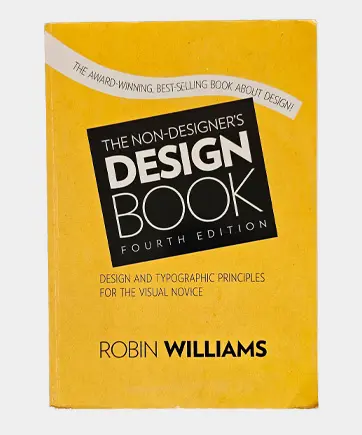 THE AWARD-WINNING, BEST-SELLING BOOK ABOUT DESIGN!
THE NON-DESIGNER'S
DESIGN
BOOK
FOURTH EDITION
DESIGN AND TYPOGRAPHIC PRINCIPLES
FOR THE VISUAL NOVICE
ROBIN WILLIAMS